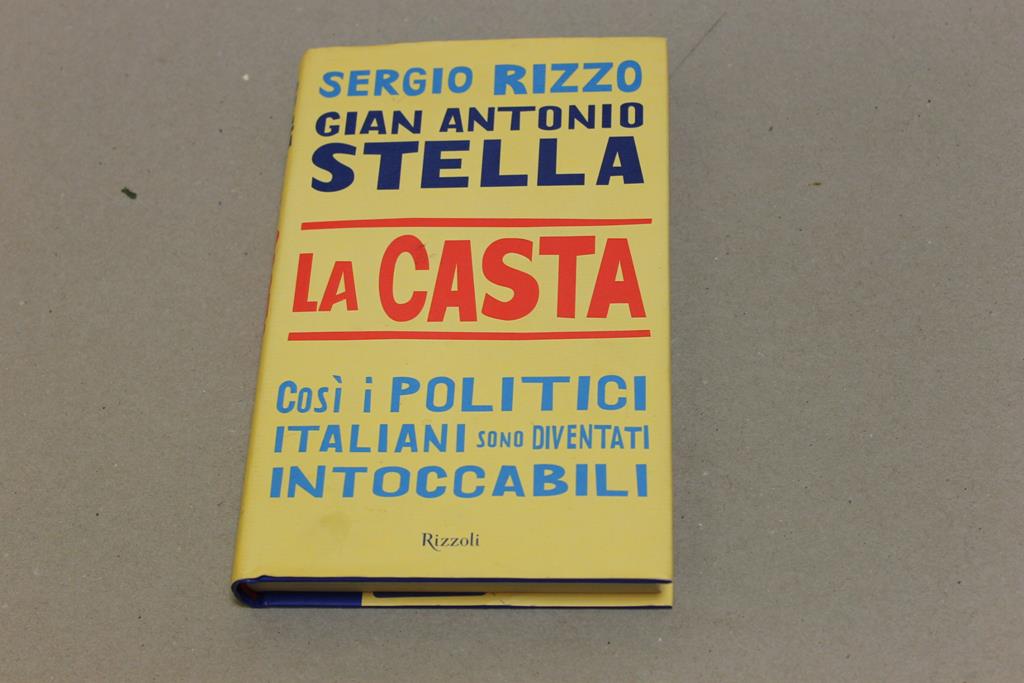 SERGIO RIZZO
GIAN ANTONIO
STELLA
LA CASTA
Così i POLITICI
ITALIANI SONO DIVENTATI
INTOCCABILI
Rizzoli